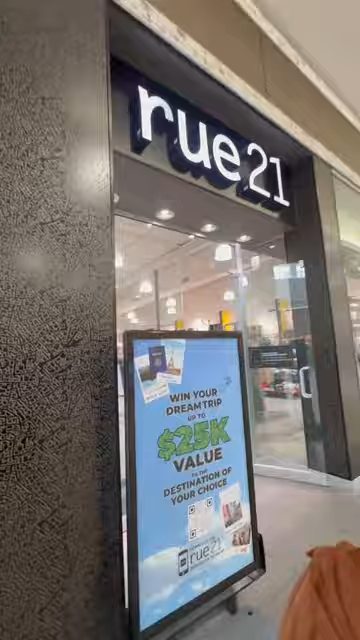 rue21
WIN YOUR
DREAM TRIP
UP TO
$25K
VALUE
TO THE
DESTINATION OF
YOUR CHOICE
rue21